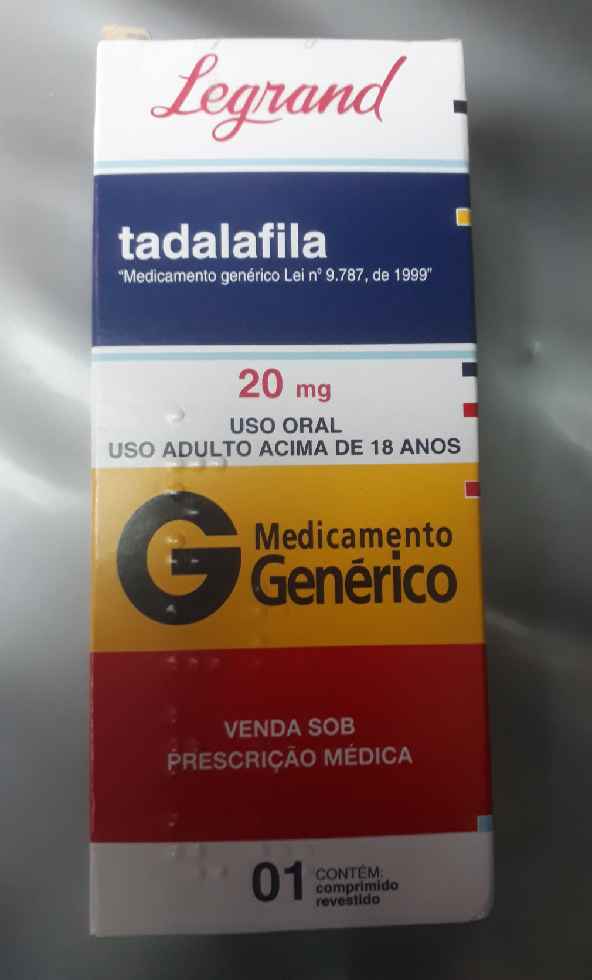 Legrand
tadalafila
"Medicamento genérico Lei nº 9.787, de 1999"
20 mg
USO ORAL
USO ADULTO ACIMA DE 18 ANOS
G Medicamento
Genérico
VENDA SOB
PRESCRIÇÃO MÉDICA
01 CONTÉM:
comprimido
revestido